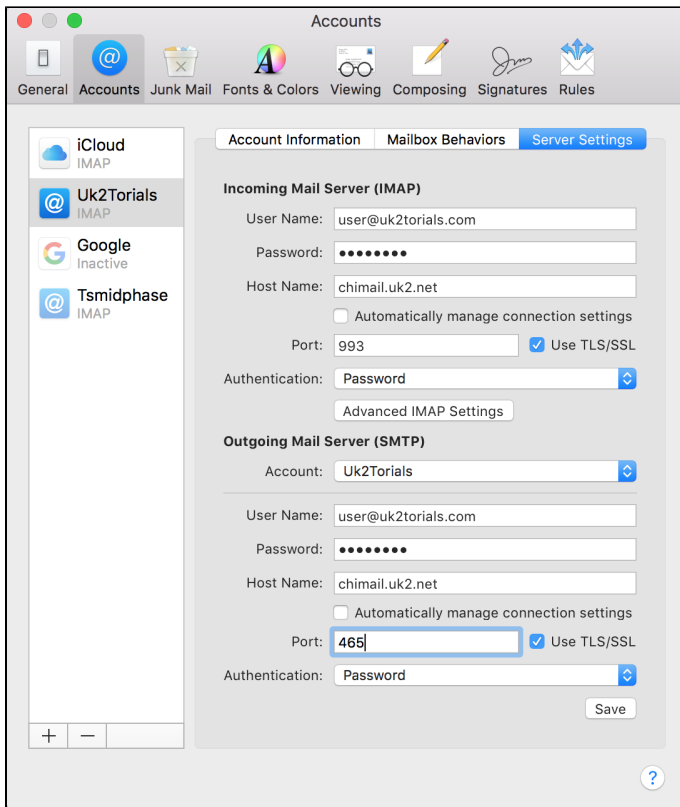 Accounts
General Accounts Junk Mail Fonts & Colors Viewing Composing Signatures Rules
iCloud
IMAP
Uk2Torials
IMAP
Google
Inactive
Tsmidphase
IMAP
Account Information Mailbox Behaviors Server Settings
Incoming Mail Server (IMAP)
User Name: user@uk2torials.com
Password: ••••••••
Host Name: chimail.uk2.net
Automatically manage connection settings
Port: 993 Use TLS/SSL
Authentication: Password
Advanced IMAP Settings
Outgoing Mail Server (SMTP)
Account: Uk2Torials
User Name: user@uk2torials.com
Password: ••••••••
Host Name: chimail.uk2.net
Automatically manage connection settings
Port: 465 Use TLS/SSL
Authentication: Password
Save
+ −
?